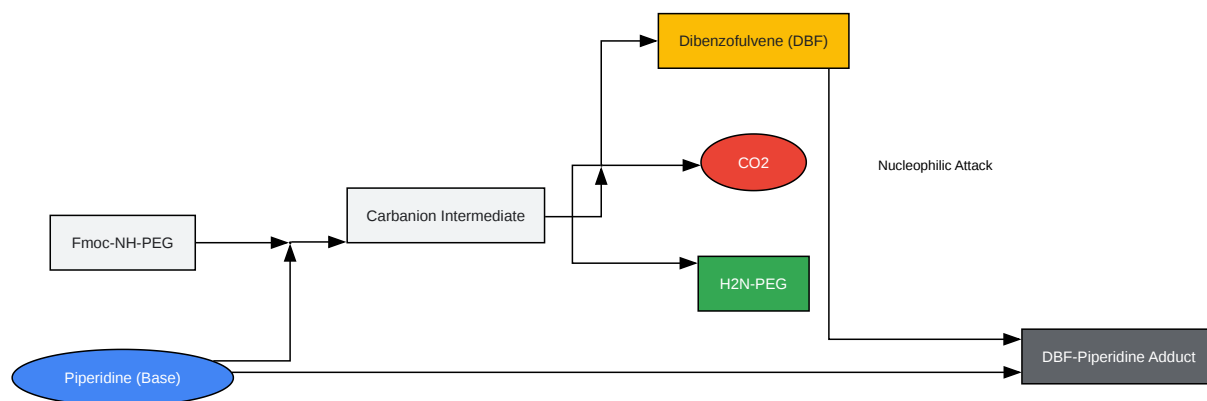 Dibenzofulvene (DBF)
CO2
Nucleophilic Attack
Carbanion Intermediate
Fmoc-NH-PEG
H2N-PEG
DBF-Piperidine Adduct
Piperidine (Base)